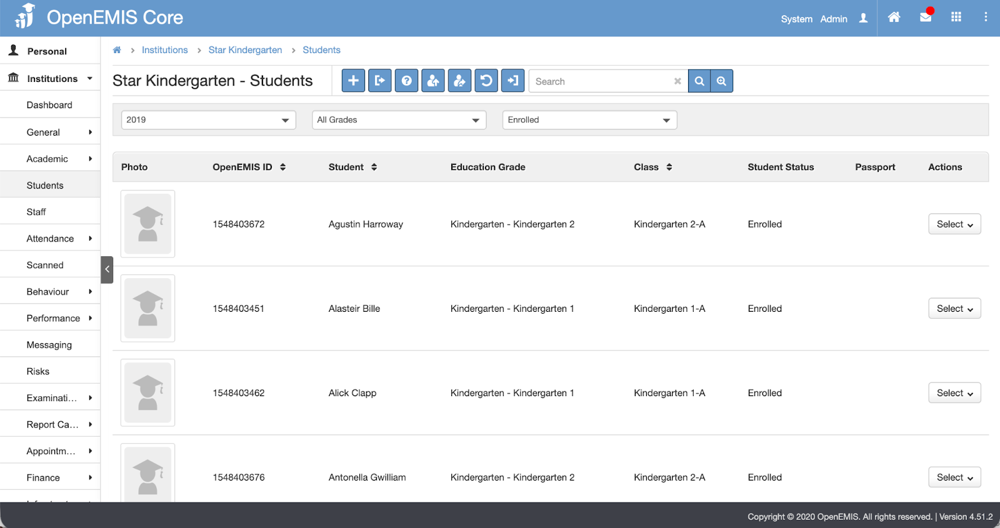 OpenEMIS Core
System Admin
Personal
Institutions
Dashboard
General
Academic
Students
Staff
Attendance
Scanned
Behaviour
Performance
Messaging
Risks
Examinati...
Report Ca...
Appointm...
Finance
Institutions > Star Kindergarten > Students
Star Kindergarten - Students
Search
2019 All Grades Enrolled
Photo OpenEMIS ID Student Education Grade Class Student Status Passport Actions
1548403672 Agustin Harroway Kindergarten - Kindergarten 2 Kindergarten 2-A Enrolled Select
1548403451 Alasteir Bille Kindergarten - Kindergarten 1 Kindergarten 1-A Enrolled Select
1548403462 Alick Clapp Kindergarten - Kindergarten 1 Kindergarten 1-A Enrolled Select
1548403676 Antonella Gwilliam Kindergarten - Kindergarten 2 Kindergarten 2-A Enrolled Select
Copyright © 2020 OpenEMIS. All rights reserved. | Version 4.51.2